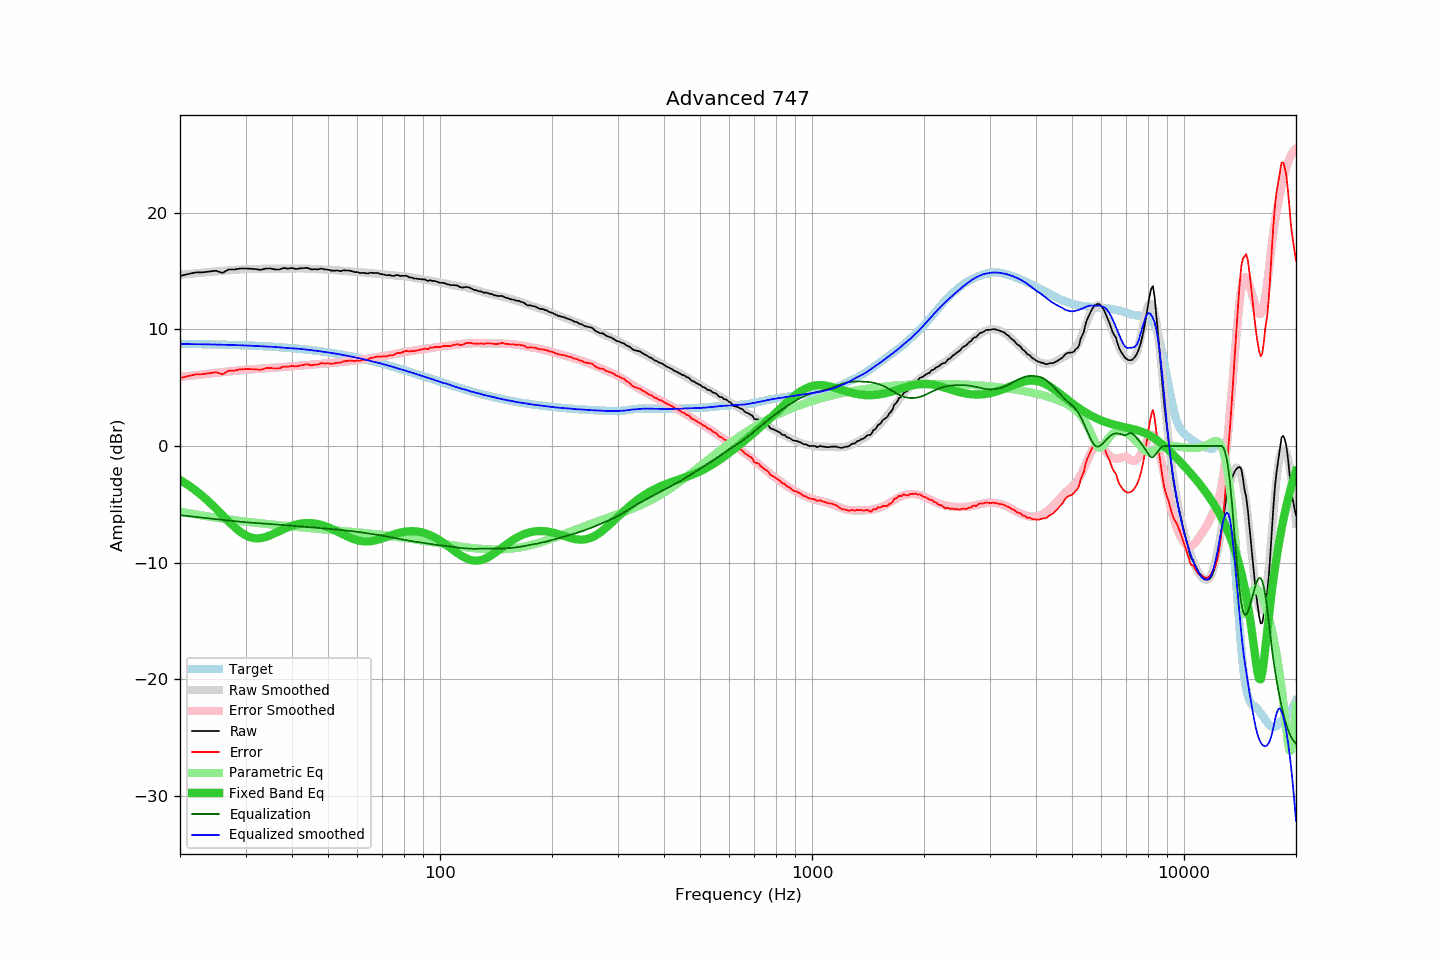 Advanced 747
Amplitude (dBr)
20
10
0
−10
−20
−30
Target
Raw Smoothed
Error Smoothed
Raw
Error
Parametric Eq
Fixed Band Eq
Equalization
Equalized smoothed
100
1000
10000
Frequency (Hz)